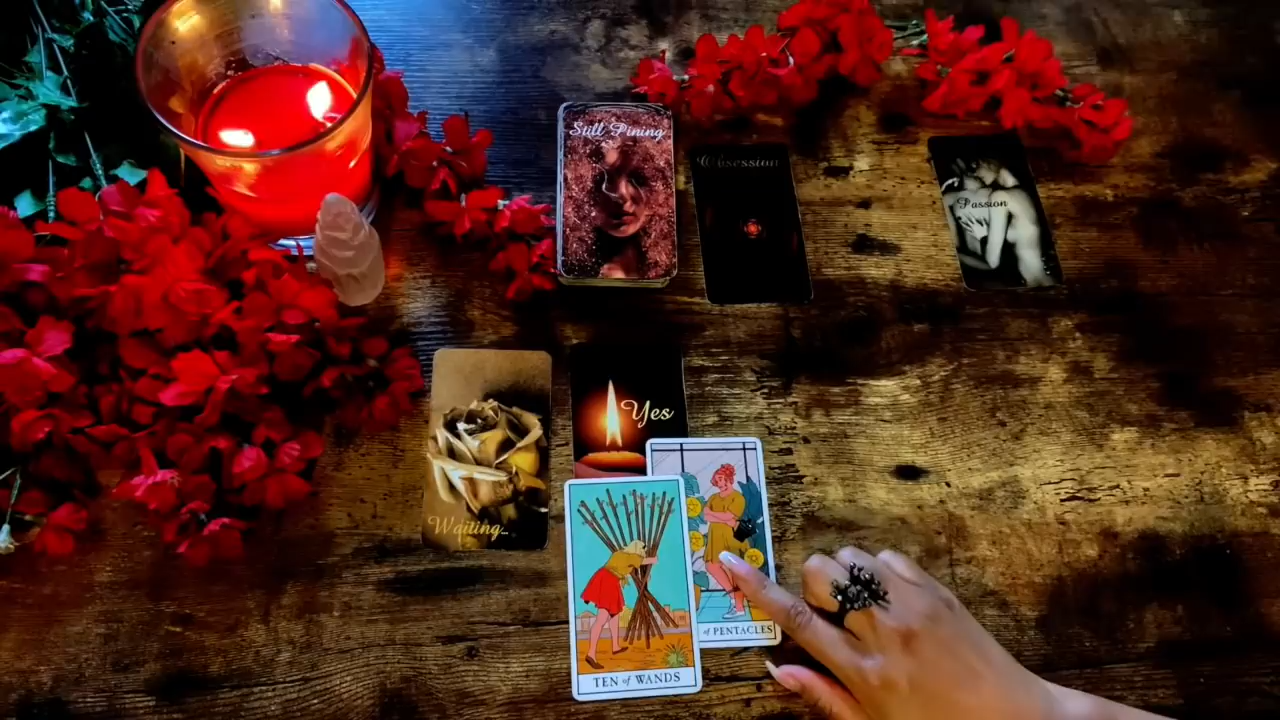 Still Pining
Obsession
Passion
Waiting...
Yes
TEN of WANDS
of PENTACLES